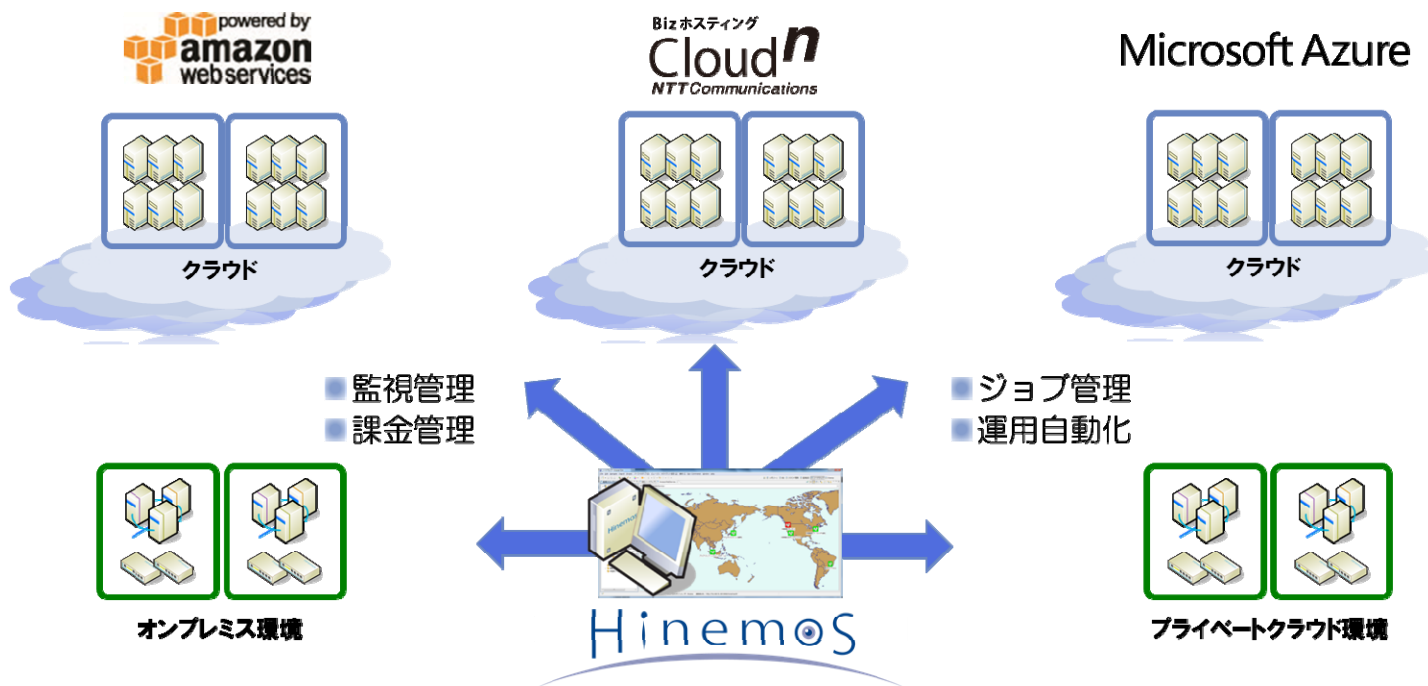 powered by
amazon
web services
Bizホスティング
Cloudn
NTT Communications
Microsoft Azure
クラウド
クラウド
クラウド
監視管理
課金管理
ジョブ管理
運用自動化
Hinemos
オンプレミス環境
Hinemos
プライベートクラウド環境